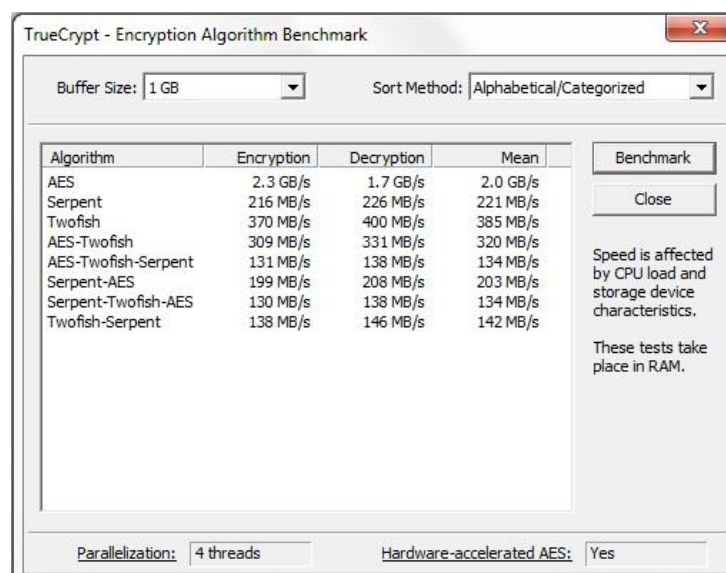 TrueCrypt - Encryption Algorithm Benchmark
Buffer Size: 1 GB Sort Method: Alphabetical/Categorized
Algorithm Encryption Decryption Mean
AES 2.3 GB/s 1.7 GB/s 2.0 GB/s
Serpent 216 MB/s 226 MB/s 221 MB/s
Twofish 370 MB/s 400 MB/s 385 MB/s
AES-Twofish 309 MB/s 331 MB/s 320 MB/s
AES-Twofish-Serpent 131 MB/s 138 MB/s 134 MB/s
Serpent-AES 199 MB/s 208 MB/s 203 MB/s
Serpent-Twofish-AES 130 MB/s 138 MB/s 134 MB/s
Twofish-Serpent 138 MB/s 146 MB/s 142 MB/s
Benchmark
Close
Speed is affected
by CPU load and
storage device
characteristics.
These tests take
place in RAM.
Parallelization: 4 threads Hardware-accelerated AES: Yes